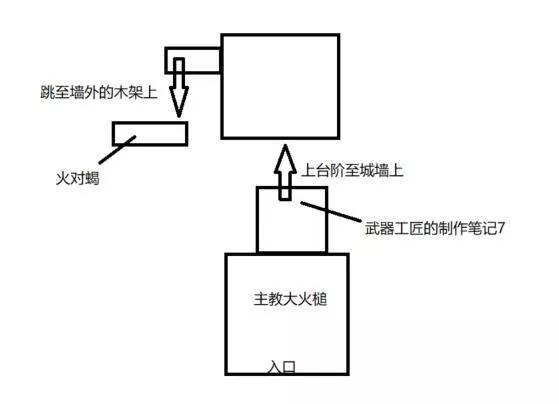 跳至墙外的木架上
火对蝎
上台阶至城墙上
武器工匠的制作笔记7
主教大火槌
入口